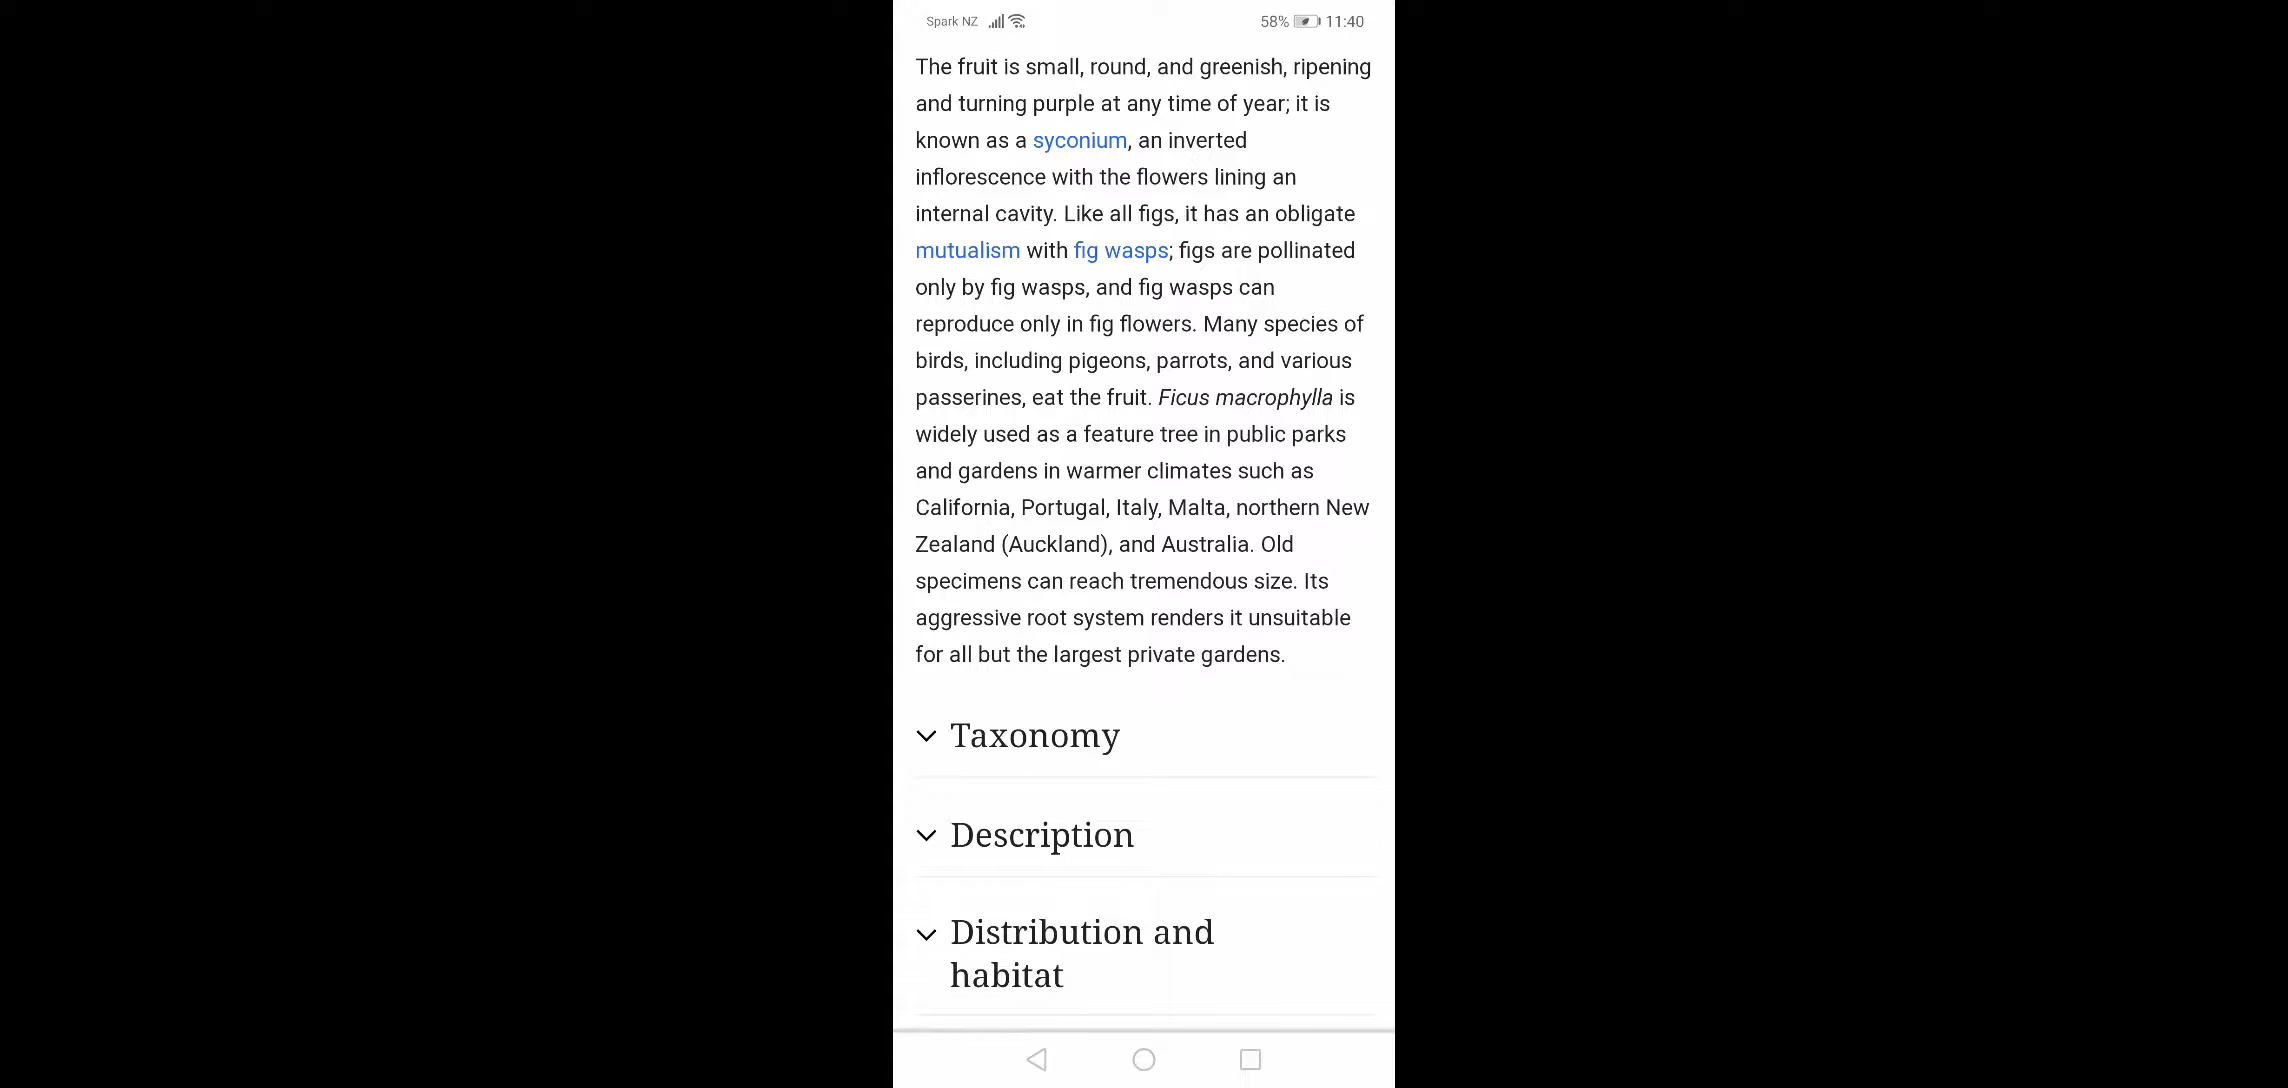 Spark NZ 58% 11:40
The fruit is small, round, and greenish, ripening
and turning purple at any time of year; it is
known as a syconium, an inverted
inflorescence with the flowers lining an
internal cavity. Like all figs, it has an obligate
mutualism with fig wasps; figs are pollinated
only by fig wasps, and fig wasps can
reproduce only in fig flowers. Many species of
birds, including pigeons, parrots, and various
passerines, eat the fruit. Ficus macrophylla is
widely used as a feature tree in public parks
and gardens in warmer climates such as
California, Portugal, Italy, Malta, northern New
Zealand (Auckland), and Australia. Old
specimens can reach tremendous size. Its
aggressive root system renders it unsuitable
for all but the largest private gardens.
Taxonomy
Description
Distribution and
habitat